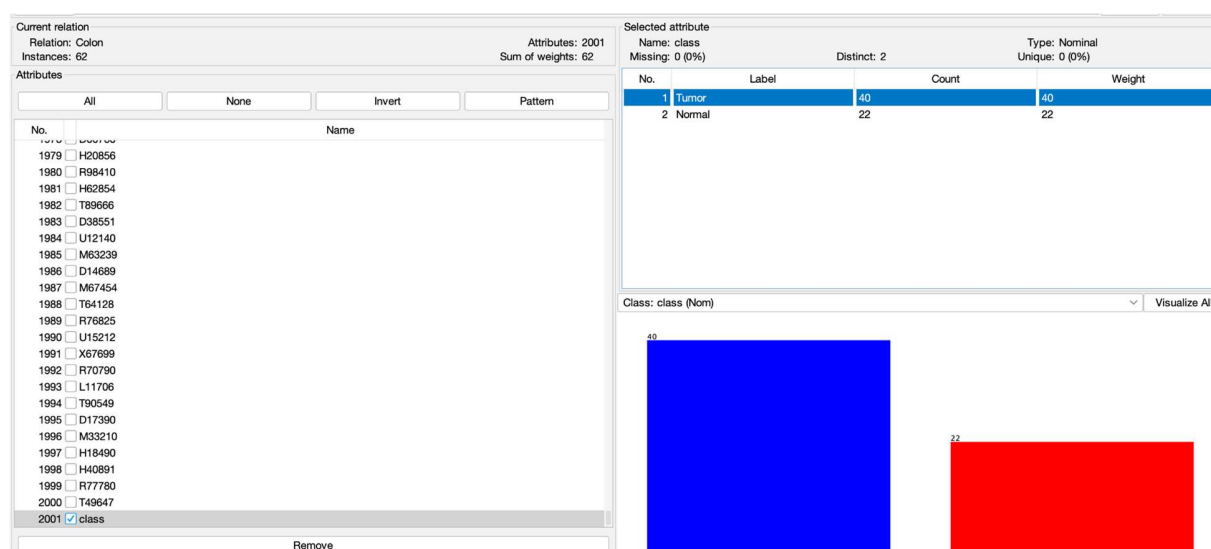 Current relation
Relation: Colon
Attributes: 2001
Instances: 62
Sum of weights: 62
Attributes
All
None
Invert
Pattern
No.
Name
1979 H20856
1980 R98410
1981 H62854
1982 T89666
1983 D38551
1984 U12140
1985 M63239
1986 D14689
1987 M67454
1988 T64128
1989 R76825
1990 U15212
1991 X67699
1992 R70790
1993 L11706
1994 T90549
1995 D17390
1996 M33210
1997 H18490
1998 H40891
1999 R77780
2000 T49647
2001 class
Remove
Selected attribute
Name: class
Type: Nominal
Missing: 0 (0%)
Distinct: 2
Unique: 0 (0%)
No. Label Count Weight
1 Tumor 40 40
2 Normal 22 22
Class: class (Nom)
Visualize All
40
22